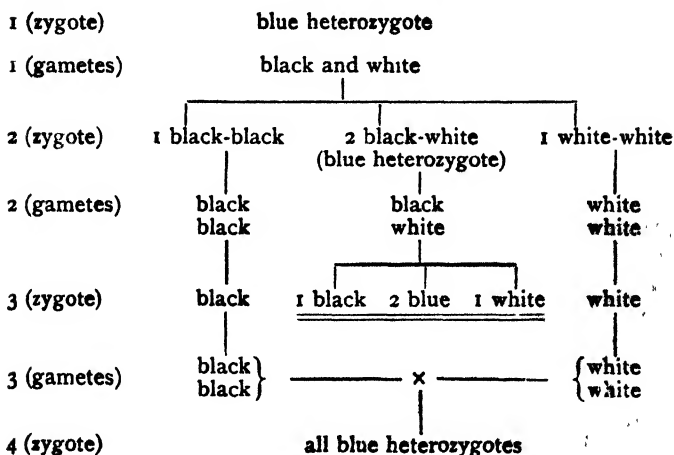 1 (zygote) blue heterozygote
1 (gametes) black and white
2 (zygote) 1 black-black 2 black-white 1 white-white
(blue heterozygote)
2 (gametes) black black white
black white white
3 (zygote) black 1 black 2 blue 1 white white
black} {white
3 (gametes) ×
black} {white
4 (zygote) all blue heterozygotes